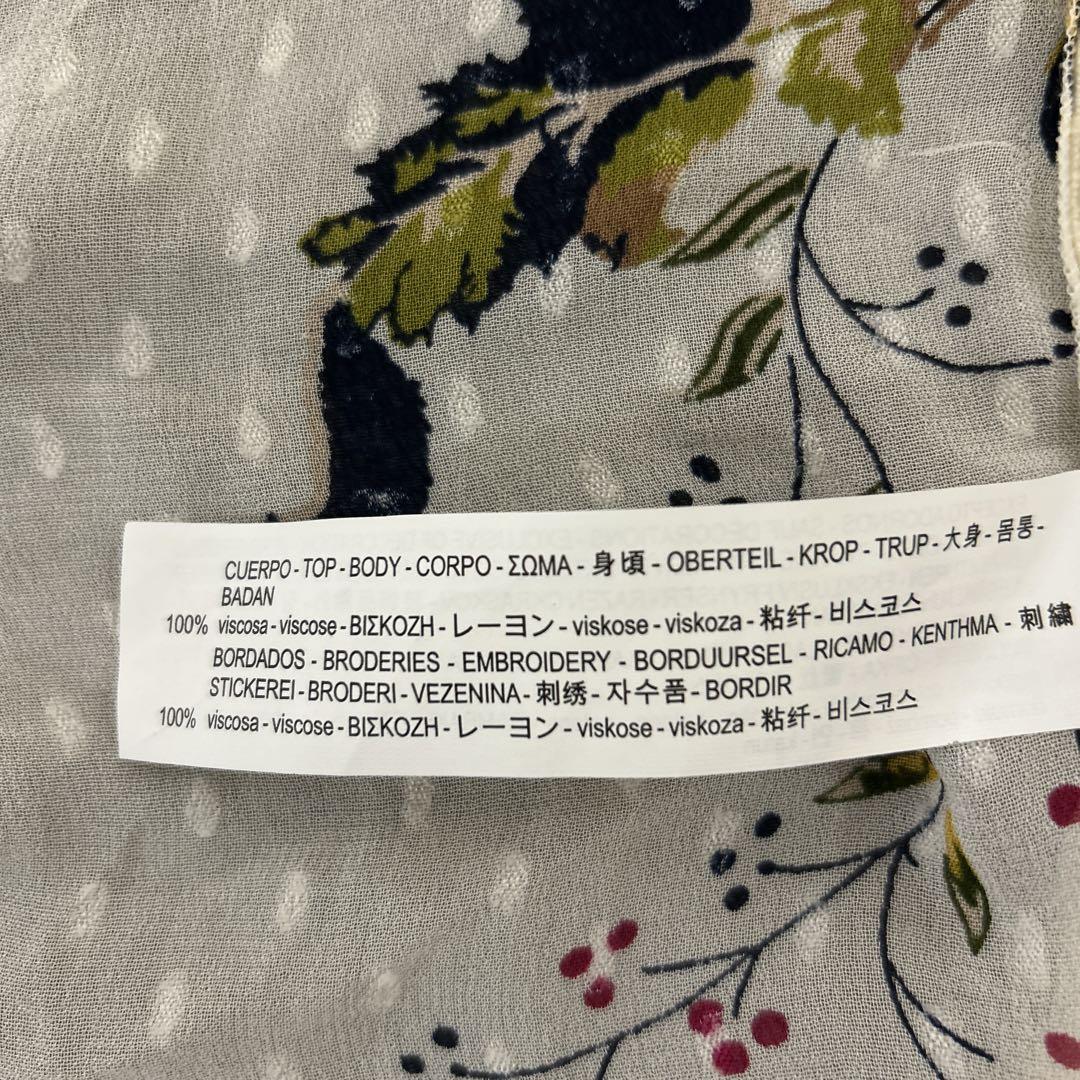 CUERPO - TOP - BODY - CORPO - ΣΩΜΑ - 身頃 - OBERTEIL - KROP - TRUP - 大身 - 몸통 -
BADAN
100% viscosa - viscose - ΒΙΣΚΟΖΗ - レーヨン - viskose - viskoza - 粘纤 - 비스코스
BORDADOS - BRODERIES - EMBROIDERY - BORDUURSEL - RICAMO - KENTHMA - 刺繍
STICKEREI - BRODERI - VEZENINA - 刺绣 - 자수품 - BORDIR
100% viscosa - viscose - ΒΙΣΚΟΖΗ - レーヨン - viskose - viskoza - 粘纤 - 비스코스